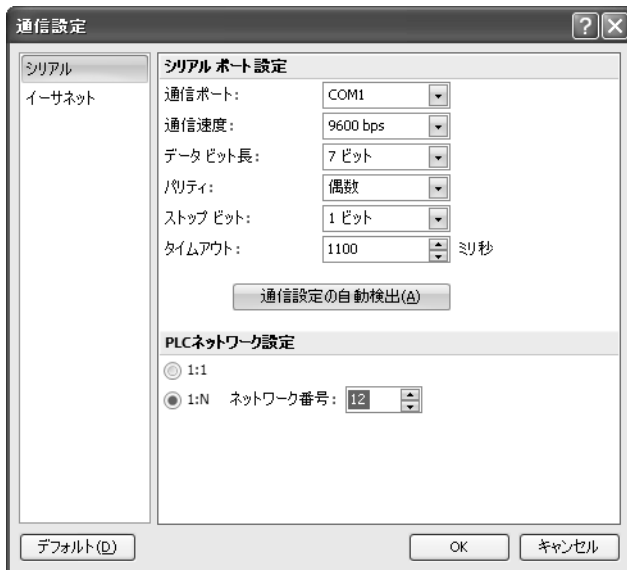 通信設定
シリアル
イーサネット
シリアル ポート設定
通信ポート: COM1
通信速度: 9600 bps
データ ビット長: 7 ビット
パリティ: 偶数
ストップ ビット: 1 ビット
タイムアウト: 1100 ミリ秒
通信設定の自動検出(A)
PLCネットワーク設定
1:1
1:N ネットワーク番号: 12
デフォルト(D)
OK
キャンセル